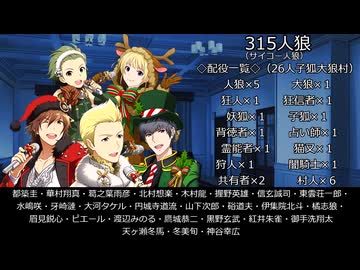 315人狼
（サイコー人狼）
◇配役一覧◇（26人子狐大狼村）
人狼×5 大狼×1
狂人×1 狂信者×1
妖狐×1 子狐×1
背徳者×1 占い師×1
霊能者×1 猫又×1
狩人×1 闇騎士×1
共有者×2 村人×6
都築圭・華村翔真・葛之葉雨彦・北村想楽・木村龍・握野英雄・信玄誠司・東雲荘一郎・
水嶋咲・牙崎漣・大河タケル・円城寺道流・山下次郎・硲道夫・伊集院北斗・橘志狼・
眉見鋭心・ピエール・渡辺みのる・鷹城恭二・黒野玄武・紅井朱雀・御手洗翔太
天ヶ瀬冬馬・冬美旬・神谷幸広